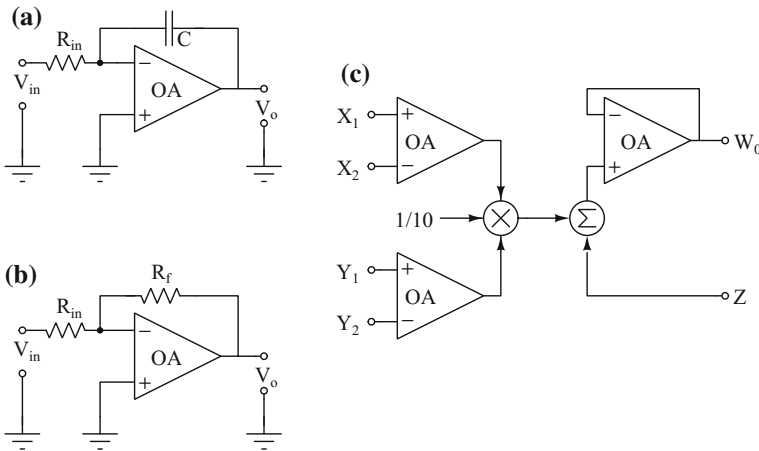 (a)
R_in
C
−
OA
+
V_in
V_o
(b)
R_in
R_f
−
OA
+
V_in
V_o
(c)
X_1
+
OA
X_2
−
1/10
×
Σ
Y_1
+
OA
Y_2
−
−
OA
+
W_0
Z